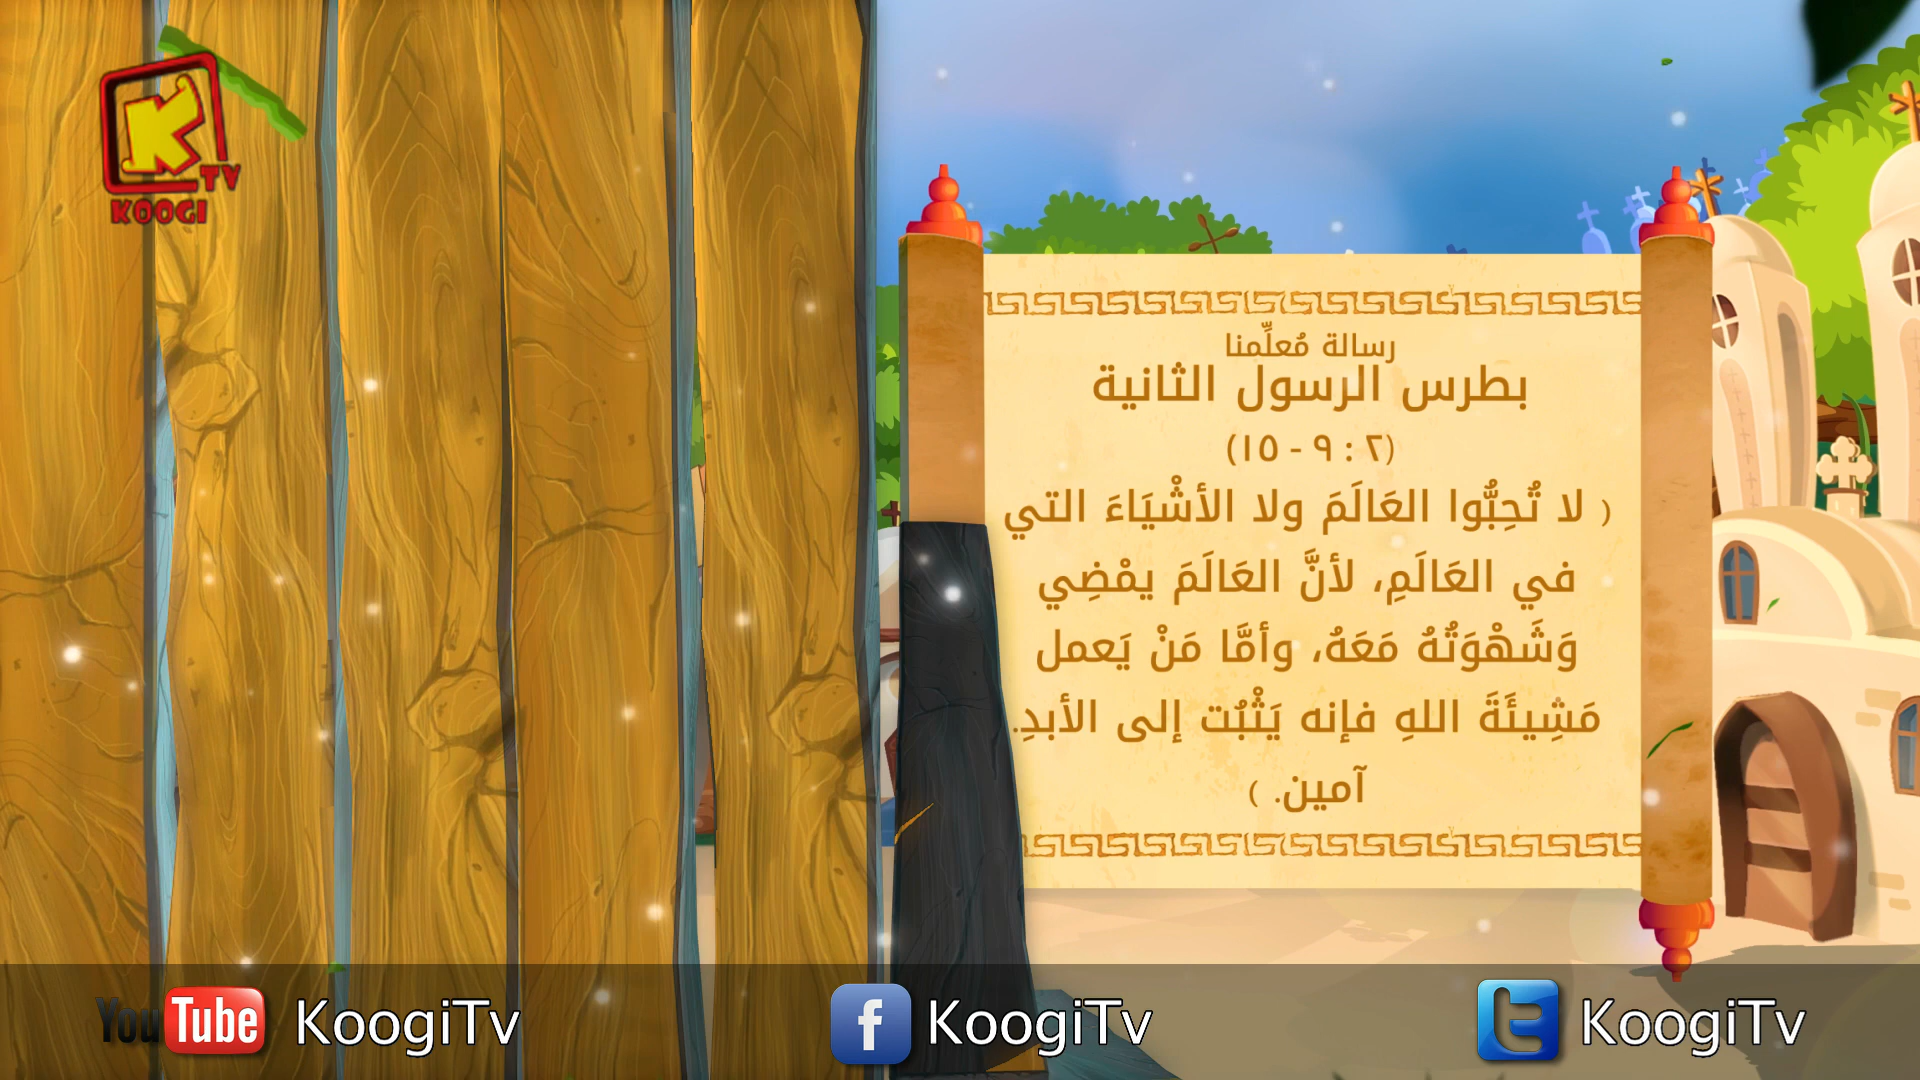 K TV
KOOGI
رسالة مُعلِّمنا
بطرس الرسول الثانية
(٢ : ٩ - ١٥)
( لا تُحِبُّوا العَالَمَ ولا الأشْيَاءَ التي
في العَالَمِ، لأنَّ العَالَمَ يمْضِي
وَشَهْوَتُهُ مَعَهُ، وأمَّا مَنْ يَعمل
مَشِيئَةَ اللهِ فإنه يَثْبُت إلى الأبدِ.
آمين. )
YouTube KoogiTv
f KoogiTv
t KoogiTv